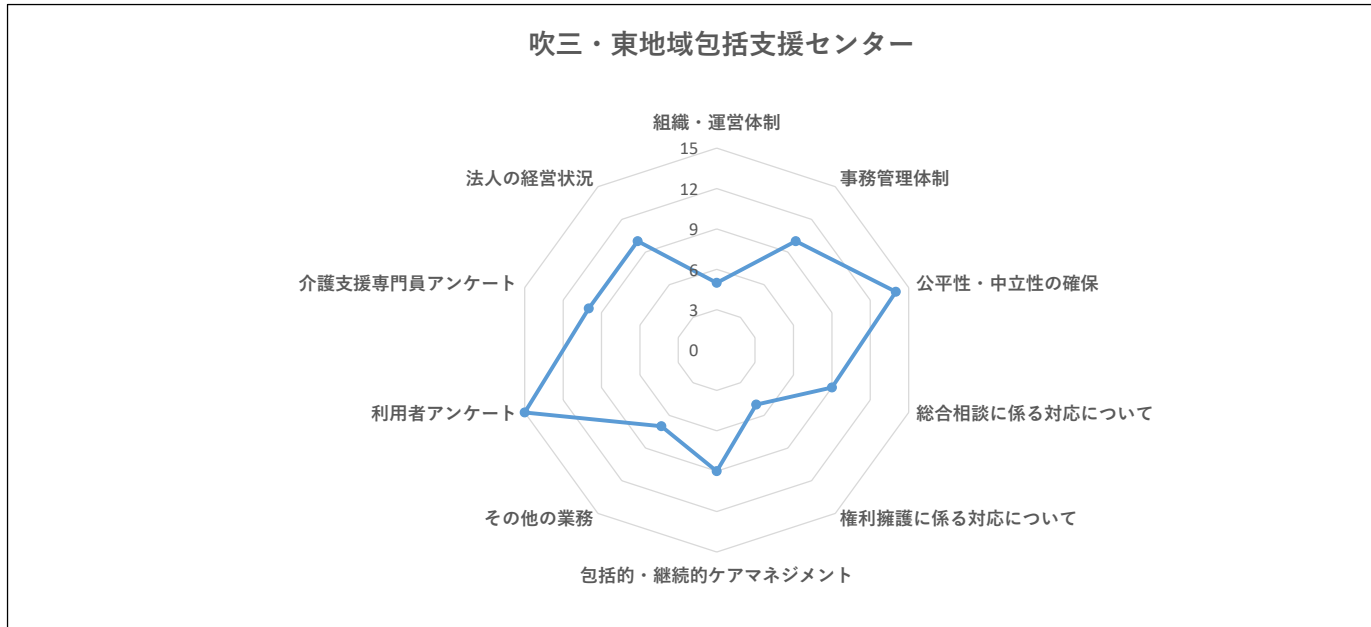 吹三・東地域包括支援センター
組織・運営体制
15
法人の経営状況
事務管理体制
12
9
介護支援専門員アンケート
6
公平性・中立性の確保
3
0
利用者アンケート
総合相談に係る対応について
その他の業務
権利擁護に係る対応について
包括的・継続的ケアマネジメント